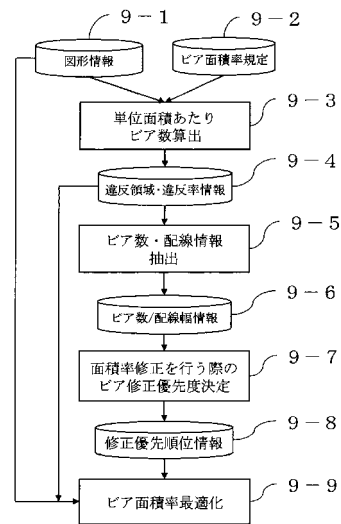 9-1
9-2
図形情報
ビア面積率規定
9-3
単位面積あたり
ビア数算出
9-4
違反領域・違反率情報
9-5
ビア数・配線情報
抽出
9-6
ビア数/配線幅情報
9-7
面積率修正を行う際の
ビア修正優先度決定
9-8
修正優先順位情報
9-9
ビア面積率最適化